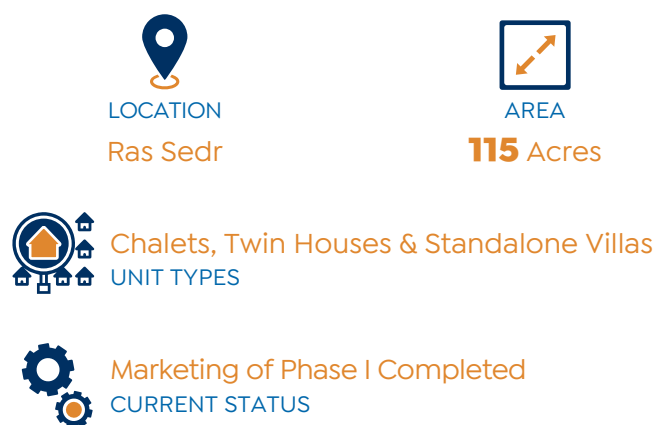 LOCATION
AREA
Ras Sedr
115 Acres
Chalets, Twin Houses & Standalone Villas
UNIT TYPES
Marketing of Phase I Completed
CURRENT STATUS